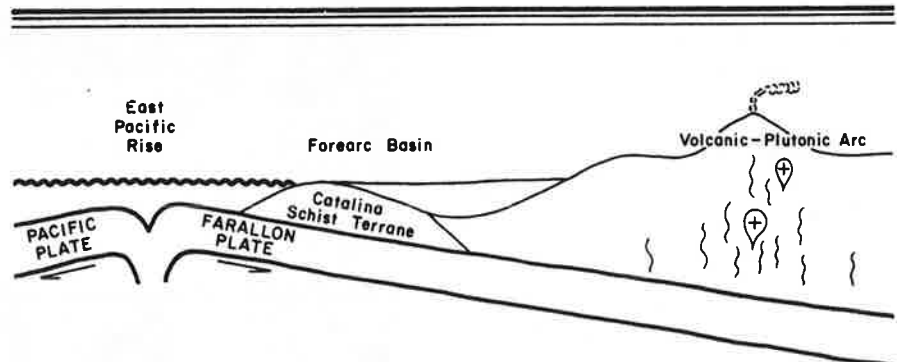 East
Pacific
Rise
Forearc Basin
Volcanic-Plutonic Arc
Catalina
Schist Terrane
PACIFIC
PLATE
FARALLON
PLATE